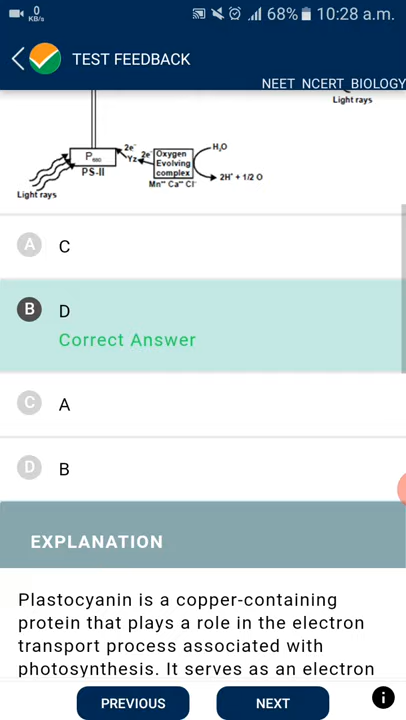 0
KB/s
68%
10:28 a.m.
TEST FEEDBACK
NEET NCERT BIOLOGY
Light rays
P680
PS-II
2e-
Yz
2e-
Oxygen
Evolving
complex
Mn++ Ca++ Cl-
H2O
2H+ + 1/2 O
Light rays
A C
B D
Correct Answer
C A
D B
EXPLANATION
Plastocyanin is a copper-containing
protein that plays a role in the electron
transport process associated with
photosynthesis. It serves as an electron
PREVIOUS
NEXT